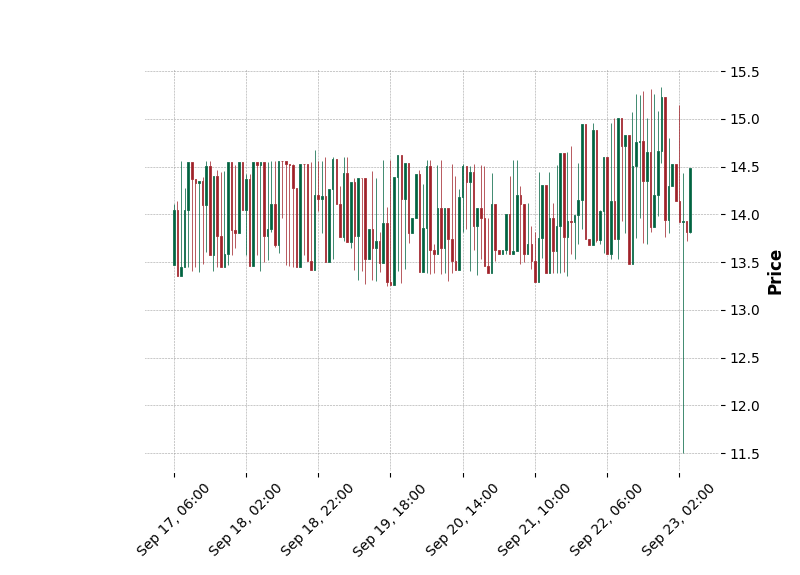 15.5
15.0
14.5
14.0
13.5
13.0
12.5
12.0
11.5
Price
Sep 17, 06:00
Sep 18, 02:00
Sep 18, 22:00
Sep 19, 18:00
Sep 20, 14:00
Sep 21, 10:00
Sep 22, 06:00
Sep 23, 02:00